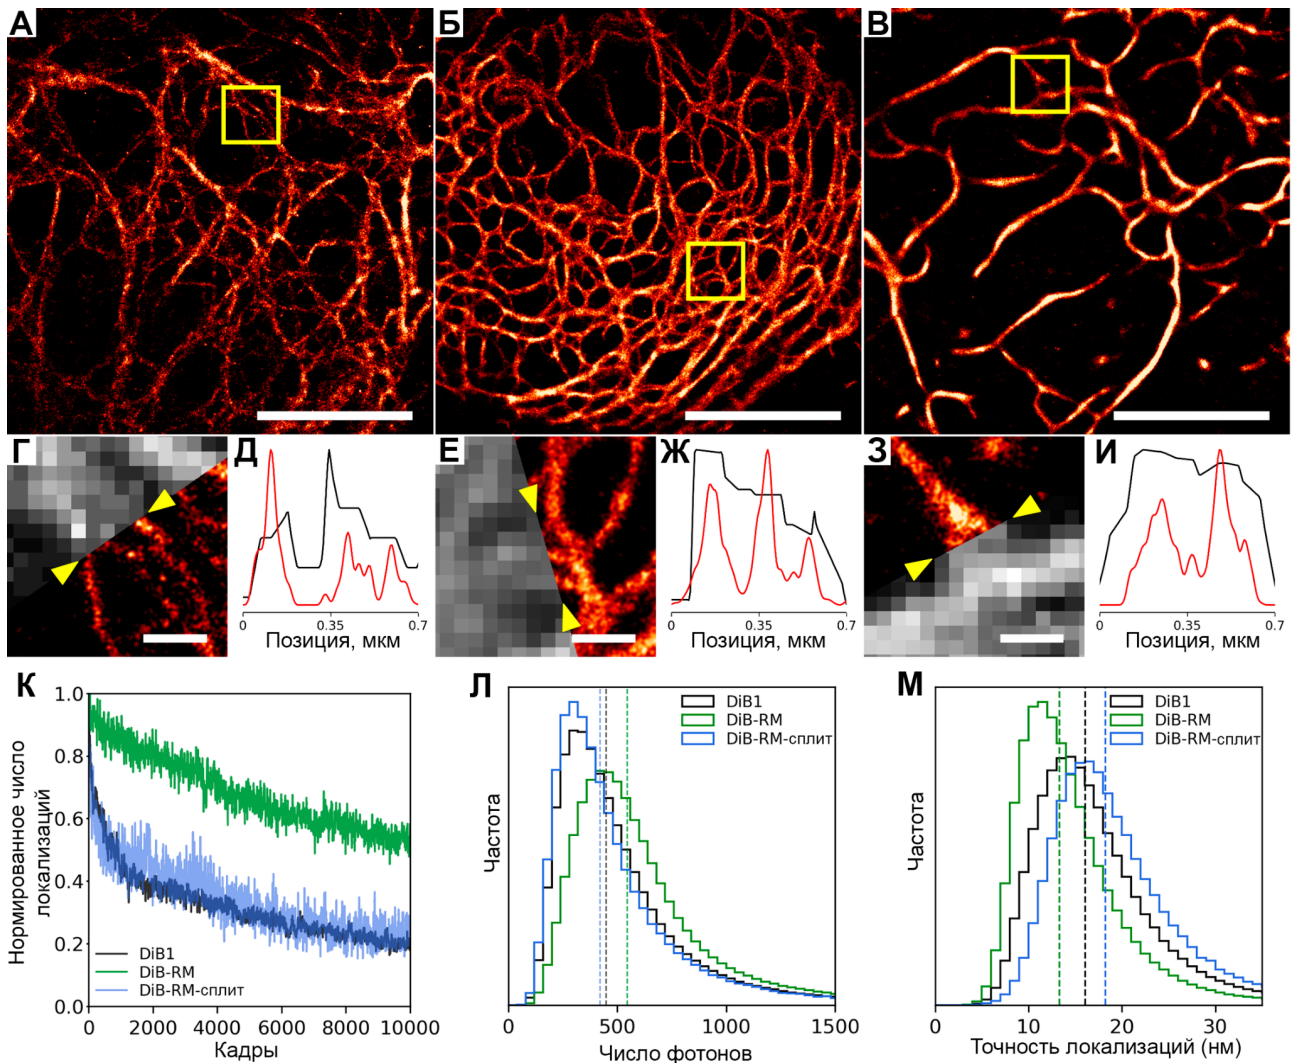 А
Б
В
Г
Д
Е
Ж
З
И
0
0.35
0.7
Позиция, мкм
0
0.35
0.7
Позиция, мкм
0
0.35
0.7
Позиция, мкм
К
Нормированное число
локализаций
1.0
0.8
0.6
0.4
0.2
0.0
DiB1
DiB-RM
DiB-RM-сплит
0
2000
4000
6000
8000
10000
Кадры
Л
Частота
DiB1
DiB-RM
DiB-RM-сплит
0
500
1000
1500
Число фотонов
М
Частота
DiB1
DiB-RM
DiB-RM-сплит
0
10
20
30
Точность локализаций (нм)